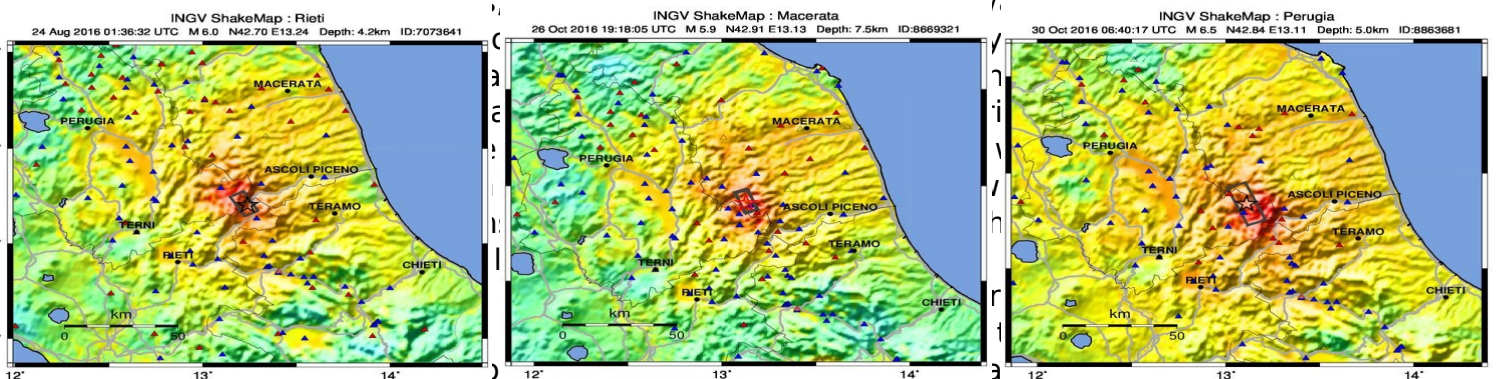 INGV ShakeMap : Rieti
24 Aug 2016 01:36:32 UTC M 6.0 N42.70 E13.24 Depth: 4.2km ID:7073641
MACERATA
PERUGIA
ASCOLI PICENO
TERAMO
TERNI
RIETI
CHIETI
km
0 50
12° 13° 14°
INGV ShakeMap : Macerata
26 Oct 2016 19:18:05 UTC M 5.9 N42.91 E13.13 Depth: 7.5km ID:8669321
MACERATA
PERUGIA
ASCOLI PICENO
TERAMO
TERNI
RIETI
CHIETI
km
0 50
12° 13° 14°
INGV ShakeMap : Perugia
30 Oct 2016 06:40:17 UTC M 6.5 N42.84 E13.11 Depth: 5.0km ID:8863681
MACERATA
PERUGIA
ASCOLI PICENO
TERAMO
TERNI
RIETI
CHIETI
km
0 50
12° 13° 14°